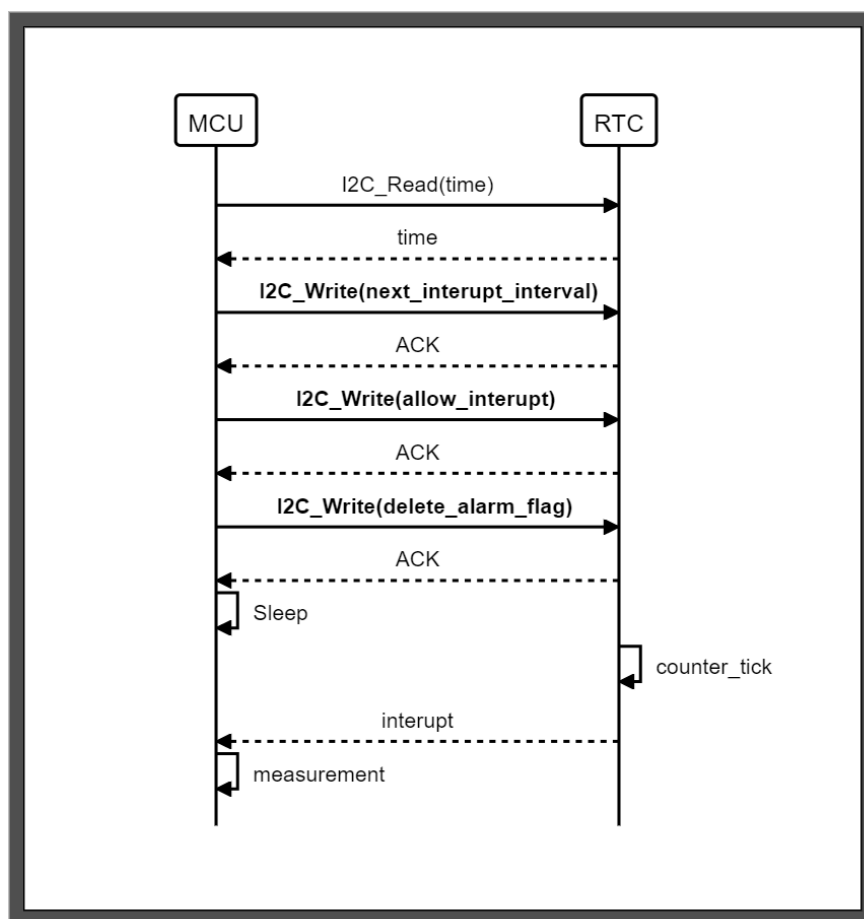 MCU
RTC
I2C_Read(time)
time
I2C_Write(next_interupt_interval)
ACK
I2C_Write(allow_interupt)
ACK
I2C_Write(delete_alarm_flag)
ACK
Sleep
counter_tick
interupt
measurement